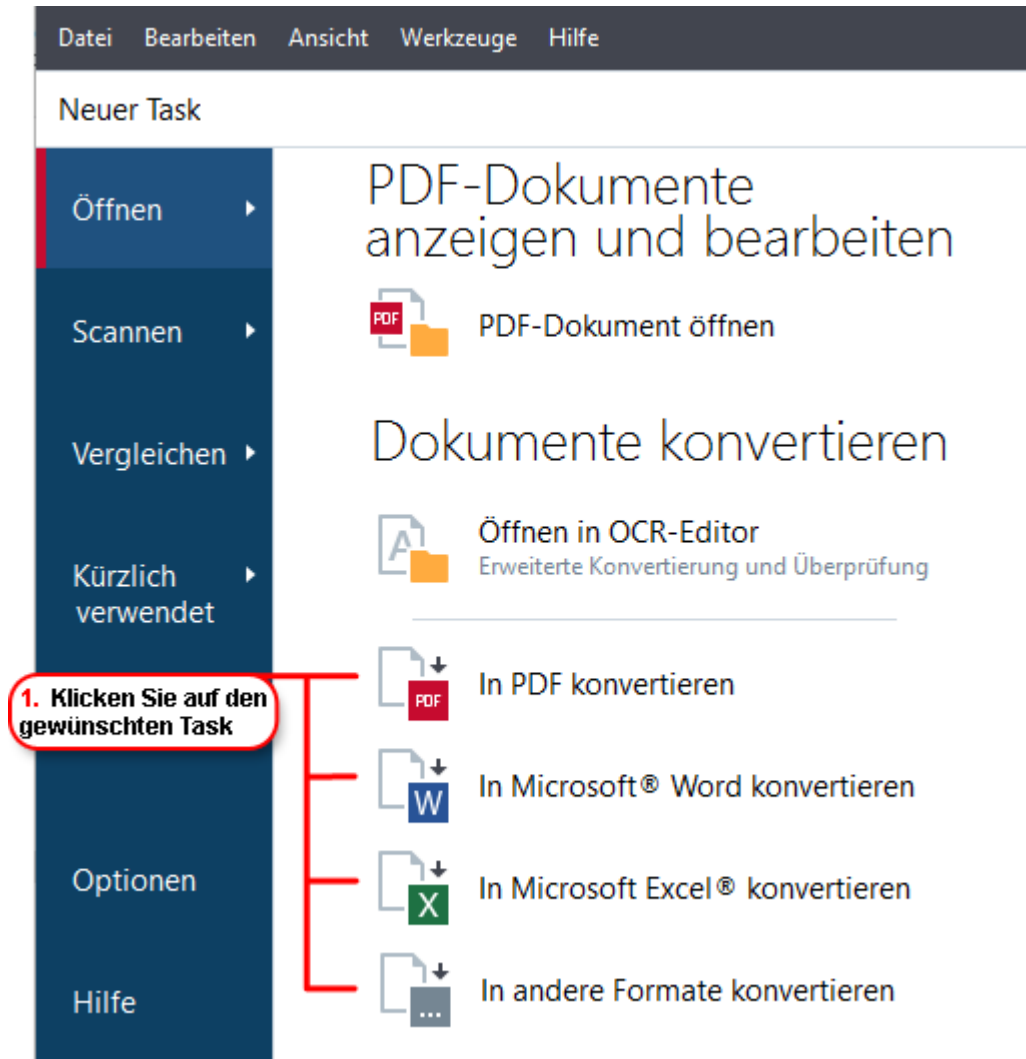 Datei Bearbeiten Ansicht Werkzeuge Hilfe
Neuer Task
Öffnen
Scannen
Vergleichen
Kürzlich
verwendet
1. Klicken Sie auf den
gewünschten Task
Optionen
Hilfe
PDF-Dokumente
anzeigen und bearbeiten
PDF
PDF-Dokument öffnen
Dokumente konvertieren
A
Öffnen in OCR-Editor
Erweiterte Konvertierung und Überprüfung
PDF
In PDF konvertieren
W
In Microsoft® Word konvertieren
X
In Microsoft Excel® konvertieren
...
In andere Formate konvertieren